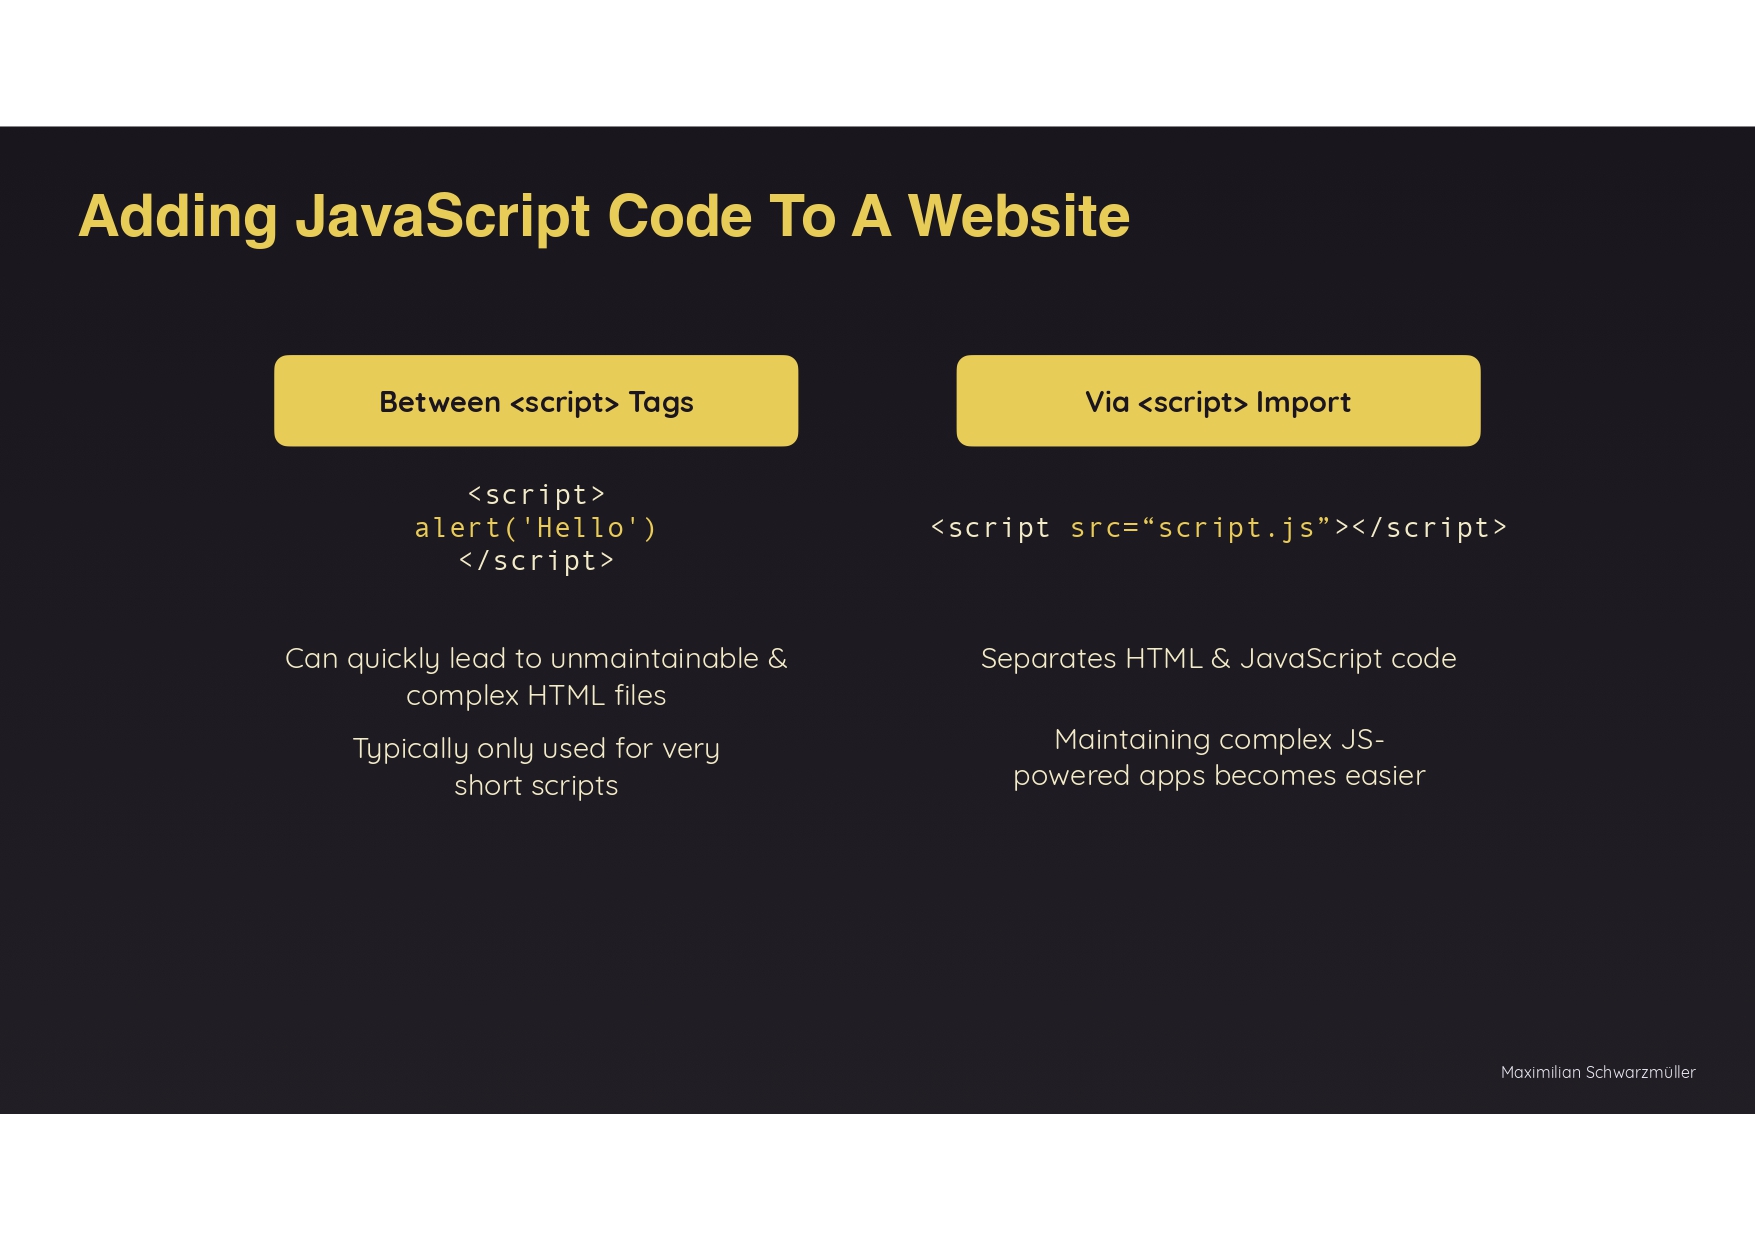 Adding JavaScript Code To A Website
Between <script> Tags
<script>
alert('Hello')
</script>
Can quickly lead to unmaintainable &
complex HTML files
Typically only used for very
short scripts
Via <script> Import
<script src=“script.js”></script>
Separates HTML & JavaScript code
Maintaining complex JS-
powered apps becomes easier
Maximilian Schwarzmüller